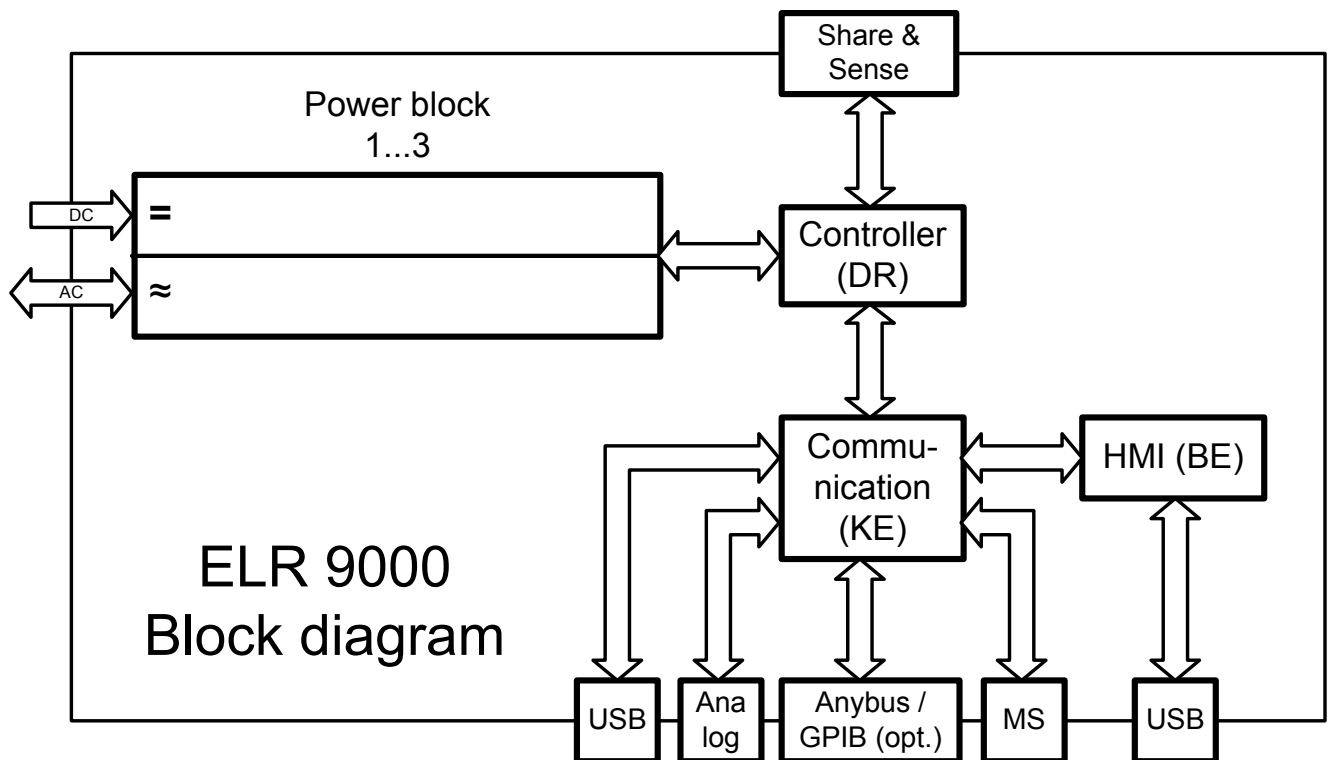 Share &
Sense
Power block
1...3
DC
=
Controller
(DR)
AC
≈
Commu-
nication
(KE)
HMI (BE)
ELR 9000
Block diagram
USB
Ana
log
Anybus /
GPIB (opt.)
MS
USB